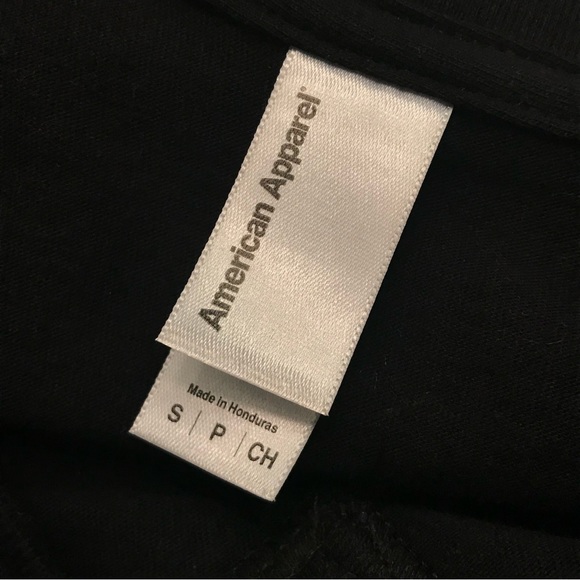 American Apparel
Made in Honduras
S | P | CH